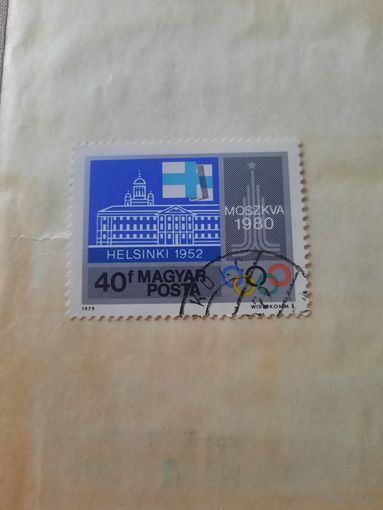 MOSZKVA
1980
HELSINKI 1952
40f MAGYAR
POSTA
1979